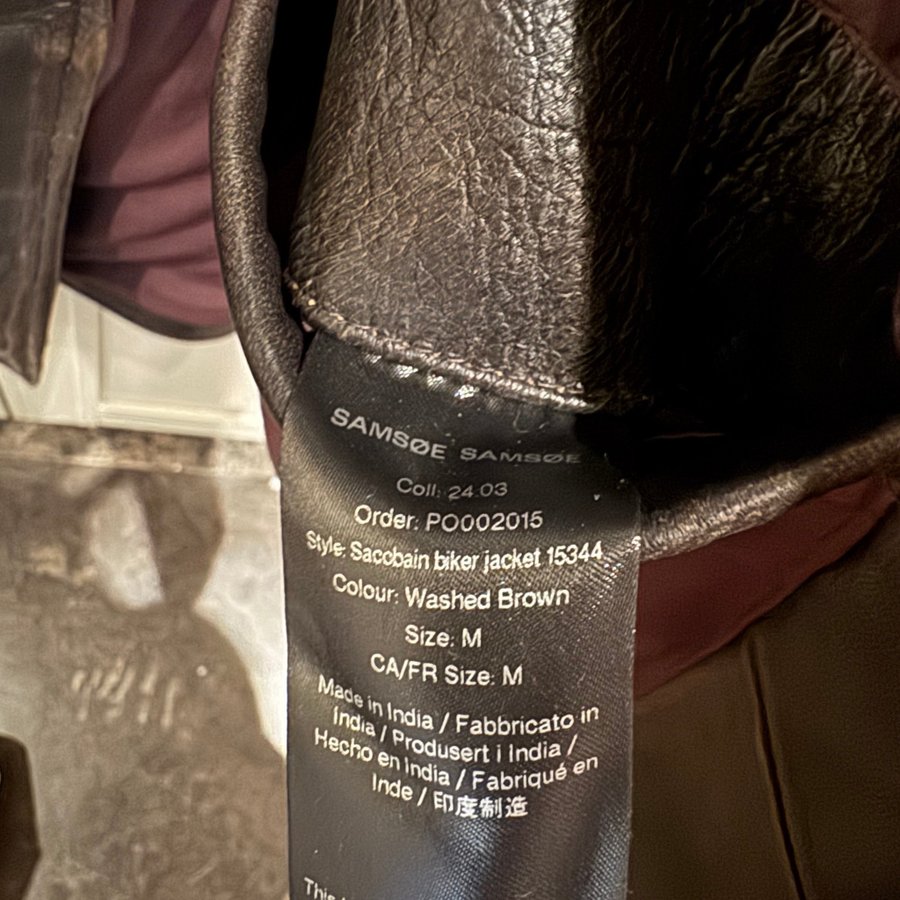 SAMSØE SAMSØE
Coll: 24.03
Order: PO002015
Style: Saccbain biker jacket 15344
Colour: Washed Brown
Size: M
CA/FR Size: M
Made in India / Fabbricato in
India / Produsert i India /
Hecho en India / Fabriqué en
Inde / 印度制造
This